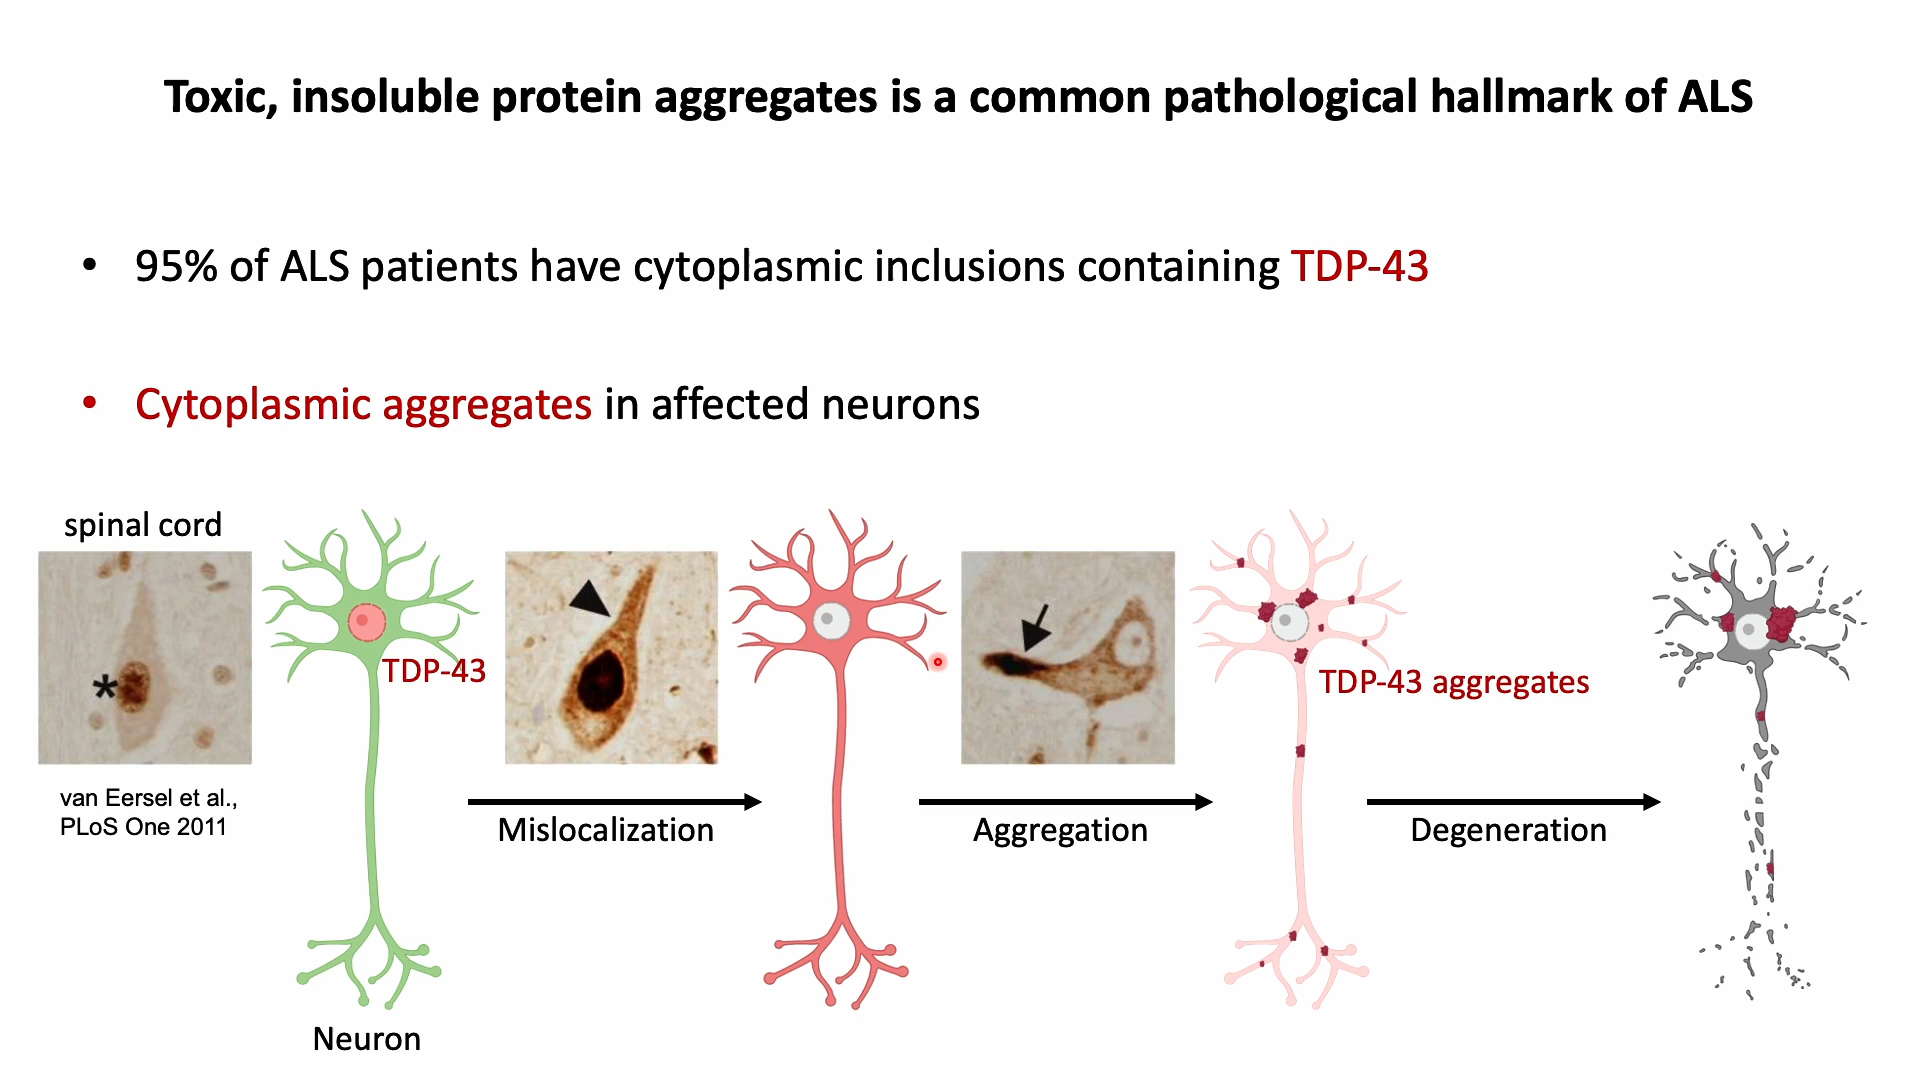 Toxic, insoluble protein aggregates is a common pathological hallmark of ALS
• 95% of ALS patients have cytoplasmic inclusions containing TDP-43
• Cytoplasmic aggregates in affected neurons
spinal cord
*
TDP-43
TDP-43 aggregates
van Eersel et al.,
PLoS One 2011
Mislocalization
Aggregation
Degeneration
Neuron